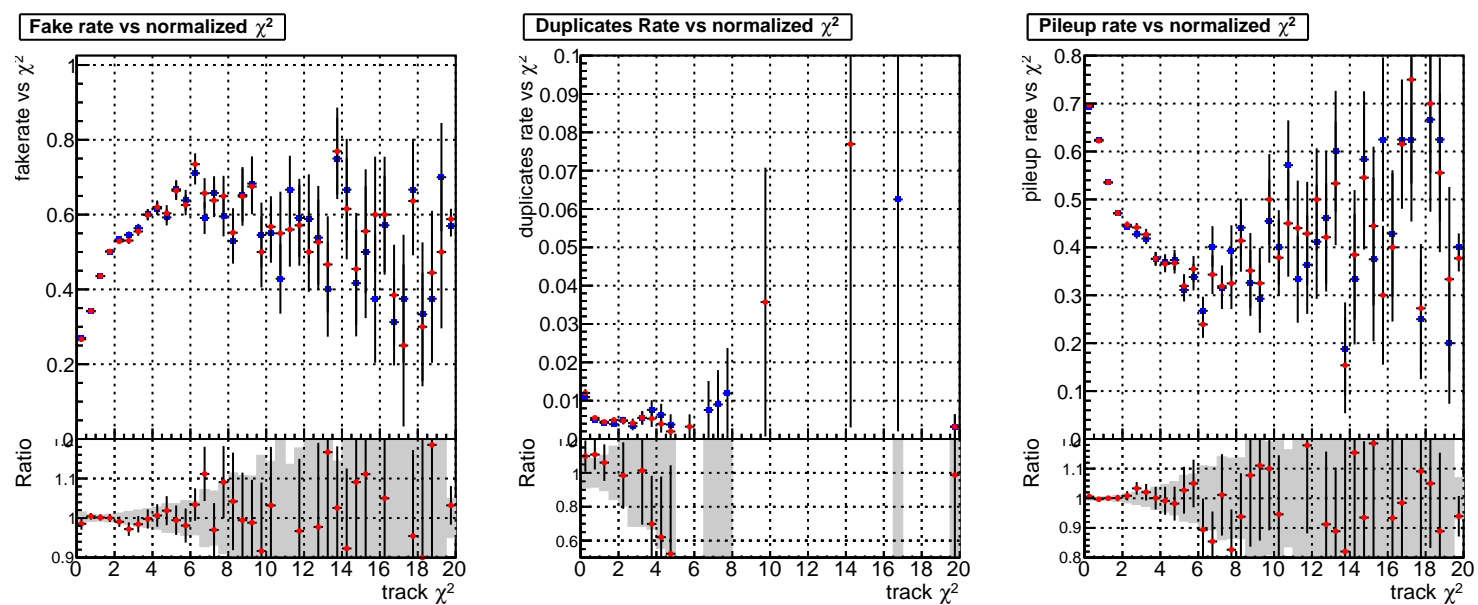 Fake rate vs normalized χ²
fakerate vs χ²
1
0.8
0.6
0.4
0.2
0
Ratio
1.1
1
0.9
0 2 4 6 8 10 12 14 16 18 20
track χ²
Duplicates Rate vs normalized χ²
duplicates rate vs χ²
0.1
0.09
0.08
0.07
0.06
0.05
0.04
0.03
0.02
0.01
0
Ratio
1
0.8
0.6
0 2 4 6 8 10 12 14 16 18 20
track χ²
Pileup rate vs normalized χ²
pileup rate vs χ²
0.8
0.7
0.6
0.5
0.4
0.3
0.2
0.1
0
Ratio
1.1
1
0.9
0.8
0 2 4 6 8 10 12 14 16 18 20
track χ²